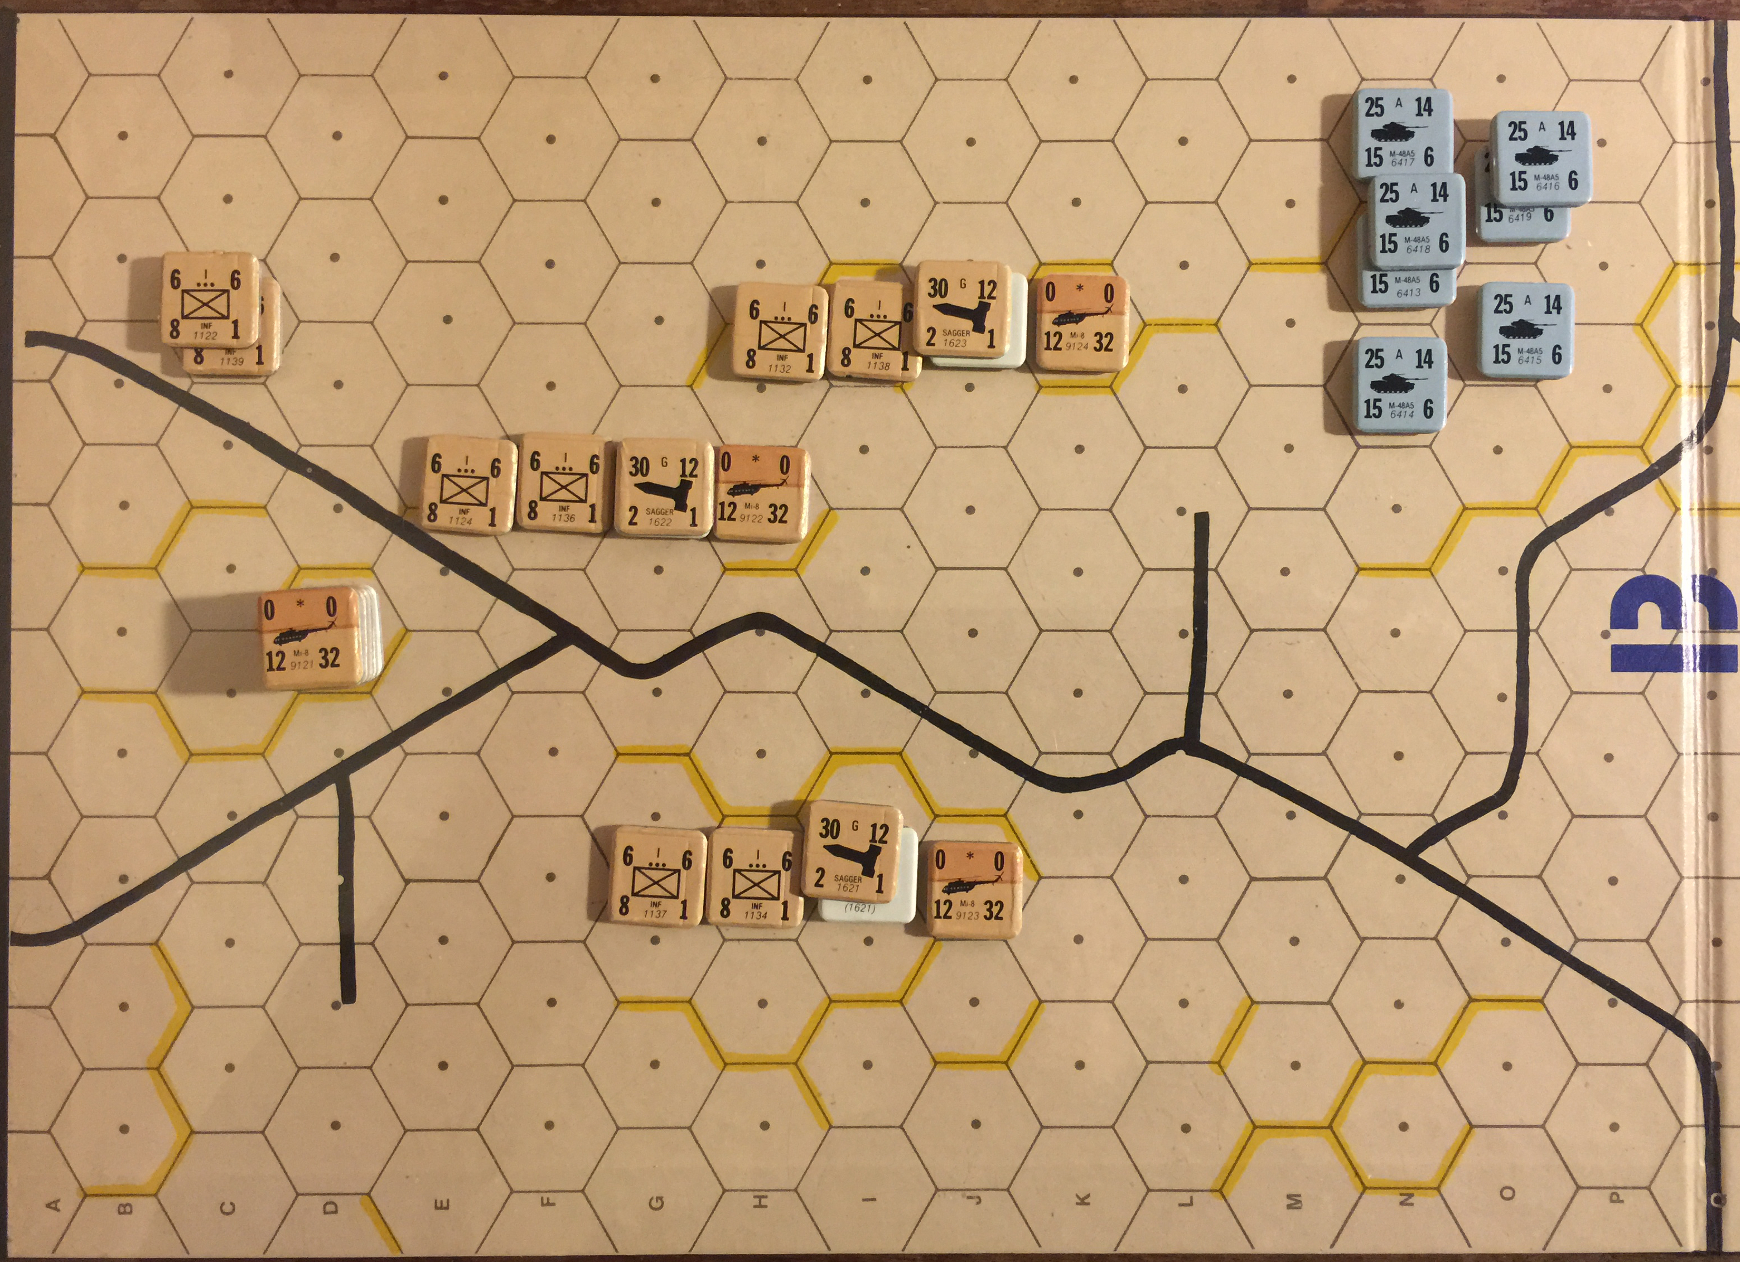 25 A 14
15 M-48A5 6
6417
25 A 14
15 M-48A5 6
6416
15 M-48A5 6
6419
25 A 14
15 M-48A5 6
6418
15 M-48A5 6
6413
25 A 14
15 M-48A5 6
6415
25 A 14
15 M-48A5 6
6414
6 I 6
8 INF 1
1122
8 INF 1
1139
6 I 6
8 INF 1
1132
6 I 6
8 INF 1
1138
30 G 12
2 SAGGER 1
1623
0 * 0
12 Mi-8 32
9124
6 I 6
8 INF 1
1124
6 I 6
8 INF 1
1136
30 G 12
2 SAGGER 1
1622
0 * 0
12 Mi-8 32
9122
0 * 0
12 Mi-8 32
9121
B
6 I 6
8 INF 1
1137
6 I 6
8 INF 1
1134
30 G 12
2 SAGGER 1
1621
(1621)
0 * 0
12 Mi-8 32
9123
A B C D E F G H I J K L M N O P Q